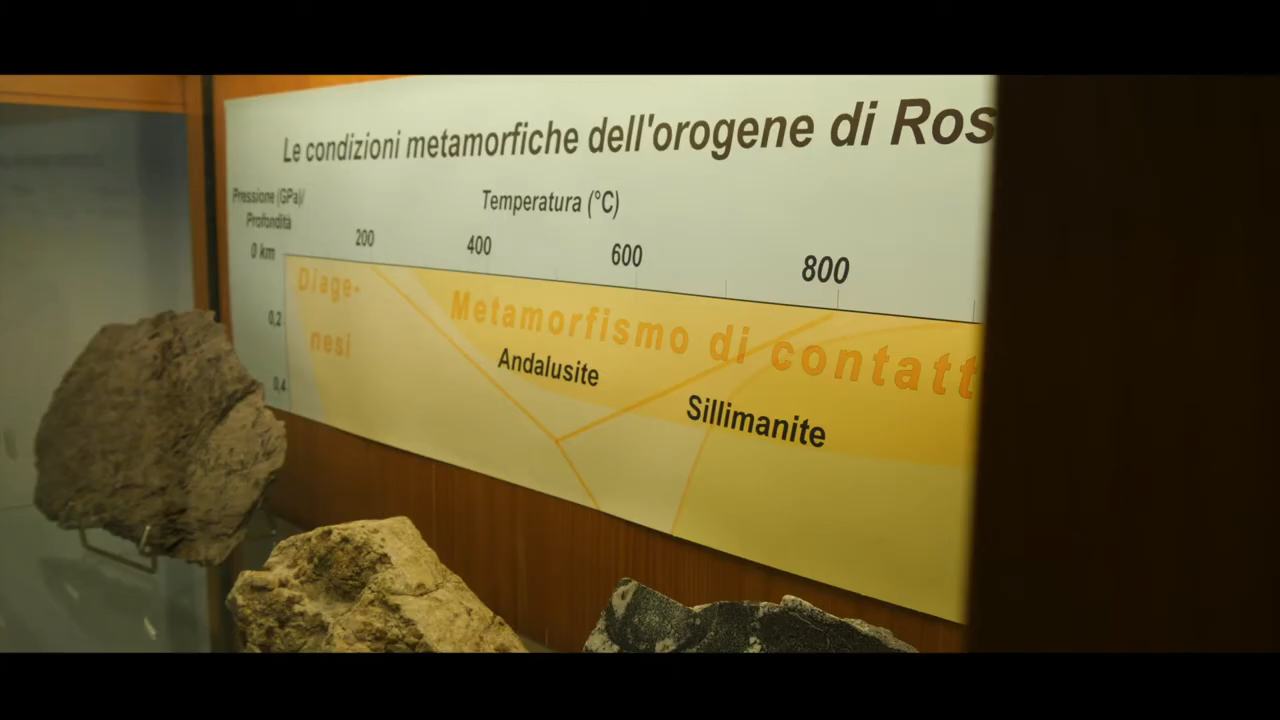 Le condizioni metamorfiche dell'orogene di Ros
Pressione (GPa)/
Profondità
Temperatura (°C)
0 km
200
400
600
800
Diage-
nesi
Metamorfismo di contatt
0,2
Andalusite
0,4
Sillimanite